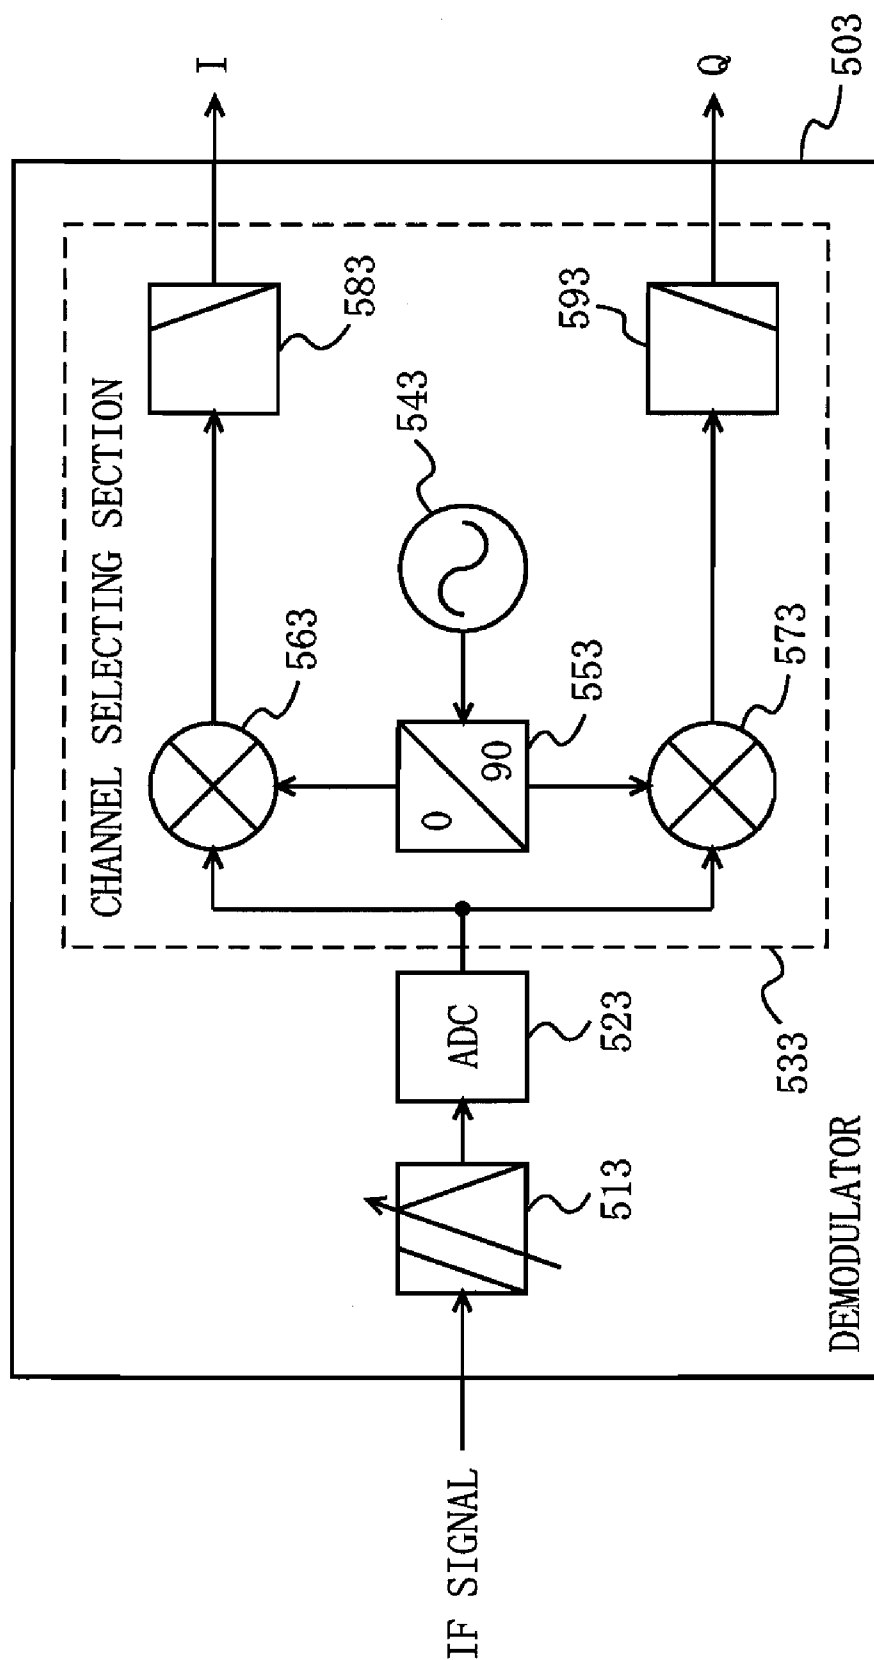 IF SIGNAL
DEMODULATOR
513
ADC
523
533
CHANNEL SELECTING SECTION
563
0
90
553
543
573
583
593
I
Q
503